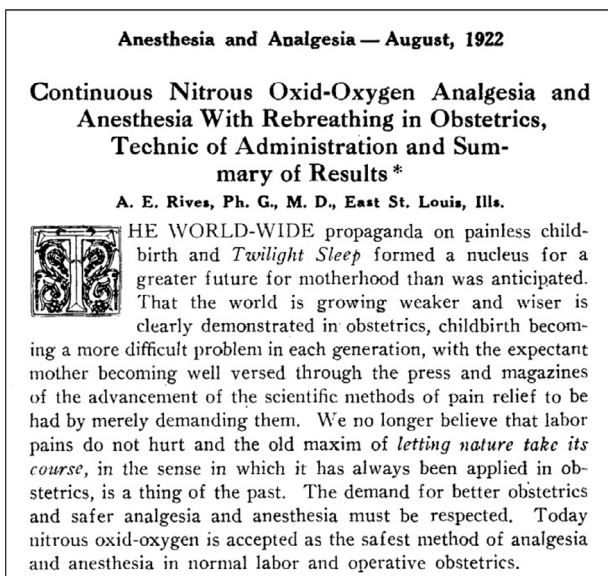 Anesthesia and Analgesia — August, 1922
Continuous Nitrous Oxid-Oxygen Analgesia and
Anesthesia With Rebreathing in Obstetrics,
Technic of Administration and Sum-
mary of Results *
A. E. Rives, Ph. G., M. D., East St. Louis, Ills.
THE WORLD-WIDE propaganda on painless child-
birth and Twilight Sleep formed a nucleus for a
greater future for motherhood than was anticipated.
That the world is growing weaker and wiser is
clearly demonstrated in obstetrics, childbirth becom-
ing a more difficult problem in each generation, with the expectant
mother becoming well versed through the press and magazines
of the advancement of the scientific methods of pain relief to be
had by merely demanding them. We no longer believe that labor
pains do not hurt and the old maxim of letting nature take its
course, in the sense in which it has always been applied in ob-
stetrics, is a thing of the past. The demand for better obstetrics
and safer analgesia and anesthesia must be respected. Today
nitrous oxid-oxygen is accepted as the safest method of analgesia
and anesthesia in normal labor and operative obstetrics.